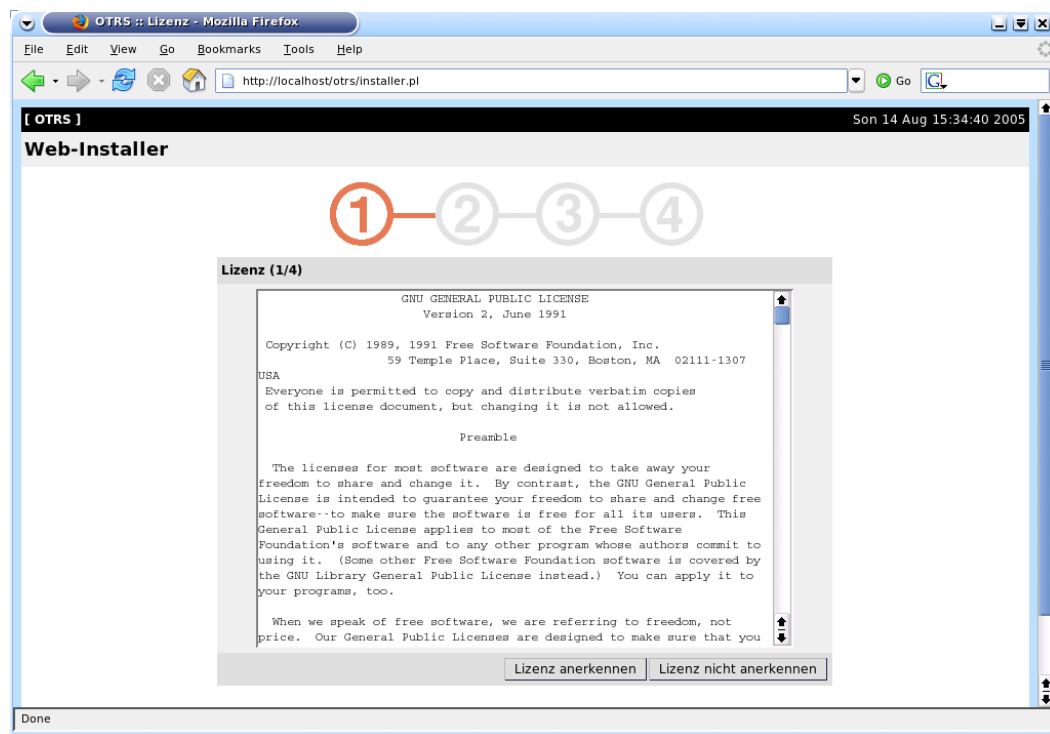 OTRS :: Lizenz - Mozilla Firefox
File Edit View Go Bookmarks Tools Help
http://localhost/otrs/installer.pl
Go
G
[ OTRS ]
Son 14 Aug 15:34:40 2005
Web-Installer
1 2 3 4
Lizenz (1/4)
GNU GENERAL PUBLIC LICENSE
Version 2, June 1991
Copyright (C) 1989, 1991 Free Software Foundation, Inc.
59 Temple Place, Suite 330, Boston, MA 02111-1307
USA
Everyone is permitted to copy and distribute verbatim copies
of this license document, but changing it is not allowed.
Preamble
The licenses for most software are designed to take away your
freedom to share and change it. By contrast, the GNU General Public
License is intended to guarantee your freedom to share and change free
software--to make sure the software is free for all its users. This
General Public License applies to most of the Free Software
Foundation's software and to any other program whose authors commit to
using it. (Some other Free Software Foundation software is covered by
the GNU Library General Public License instead.) You can apply it to
your programs, too.
When we speak of free software, we are referring to freedom, not
price. Our General Public Licenses are designed to make sure that you
Lizenz anerkennen Lizenz nicht anerkennen
Done